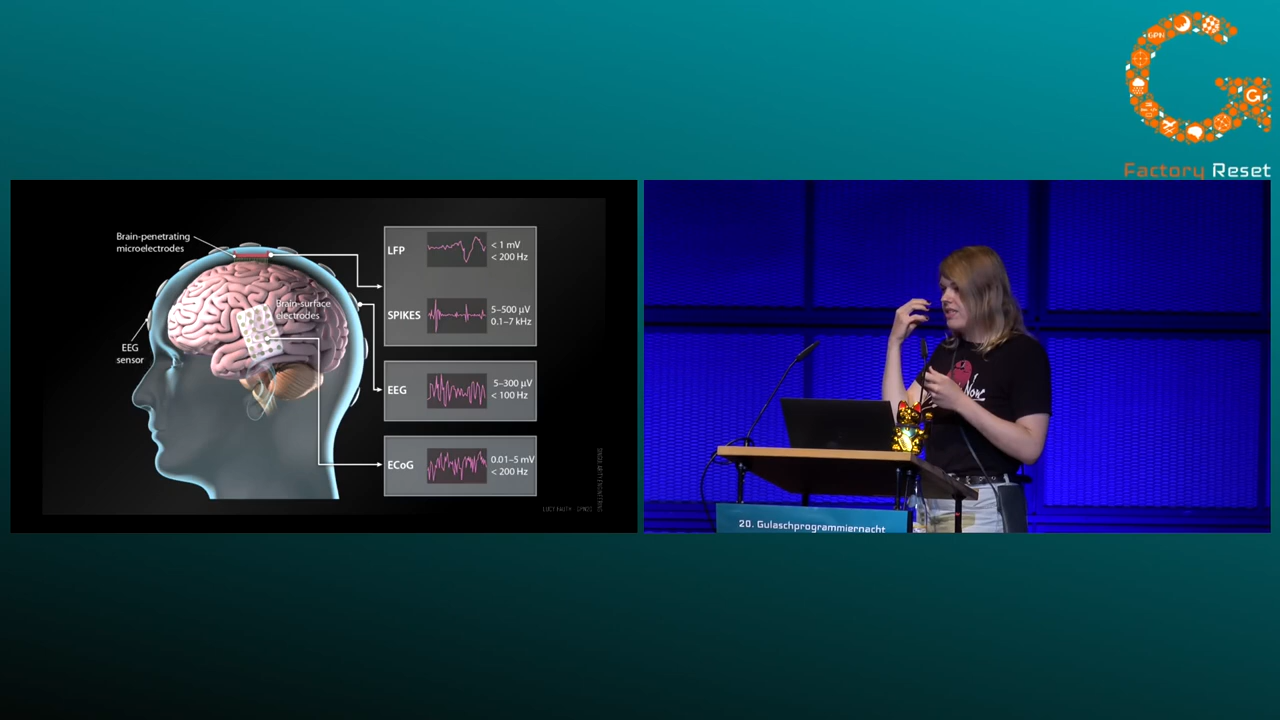 GPN
Factory Reset
Brain-penetrating
microelectrodes
EEG
sensor
Brain-surface
electrodes
LFP
< 1 mV
< 200 Hz
SPIKES
5–500 µV
0.1–7 kHz
EEG
5–300 µV
< 100 Hz
ECoG
0.01–5 mV
< 200 Hz
Now
20. Gulaschprogrammiernacht